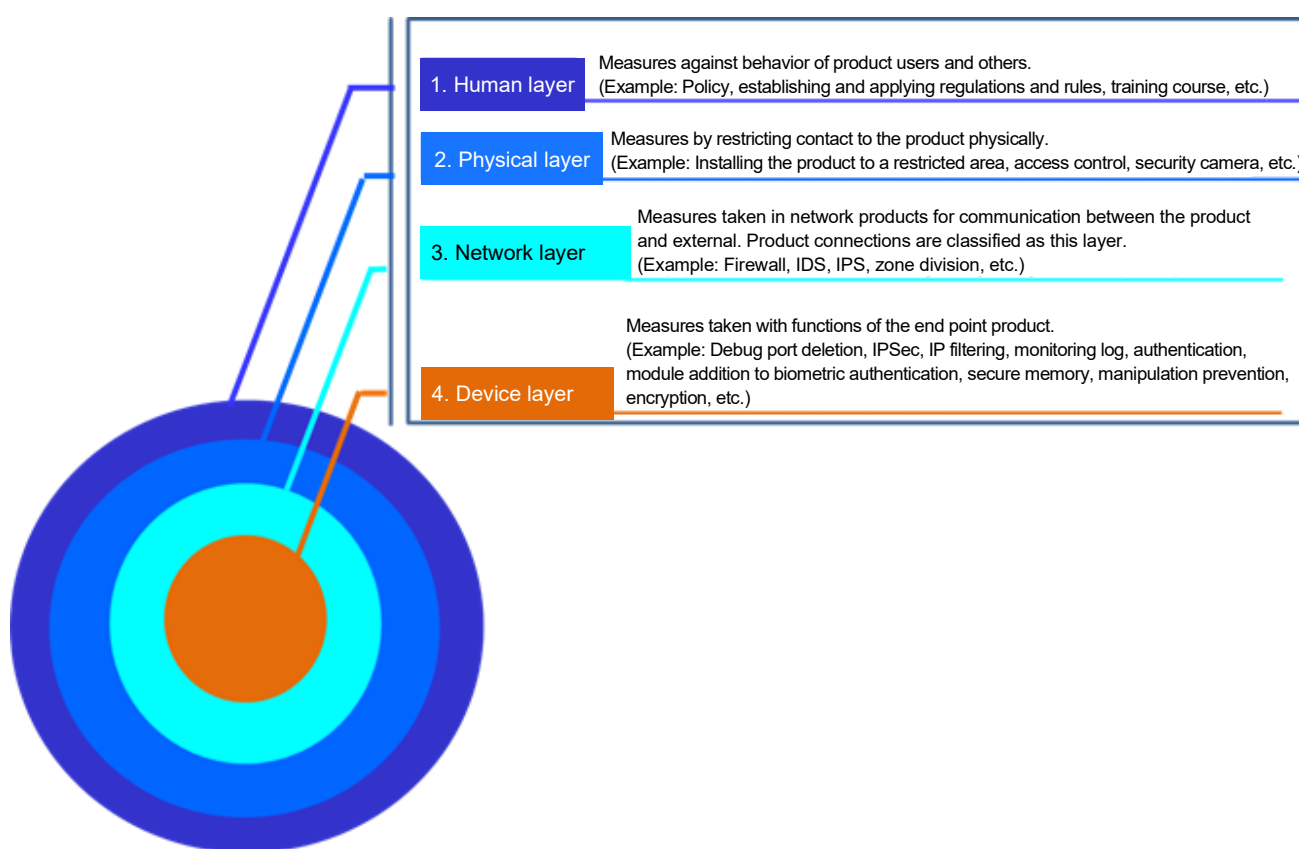 1. Human layer
Measures against behavior of product users and others.
(Example: Policy, establishing and applying regulations and rules, training course, etc.)
2. Physical layer
Measures by restricting contact to the product physically.
(Example: Installing the product to a restricted area, access control, security camera, etc.)
3. Network layer
Measures taken in network products for communication between the product
and external. Product connections are classified as this layer.
(Example: Firewall, IDS, IPS, zone division, etc.)
4. Device layer
Measures taken with functions of the end point product.
(Example: Debug port deletion, IPSec, IP filtering, monitoring log, authentication,
module addition to biometric authentication, secure memory, manipulation prevention,
encryption, etc.)